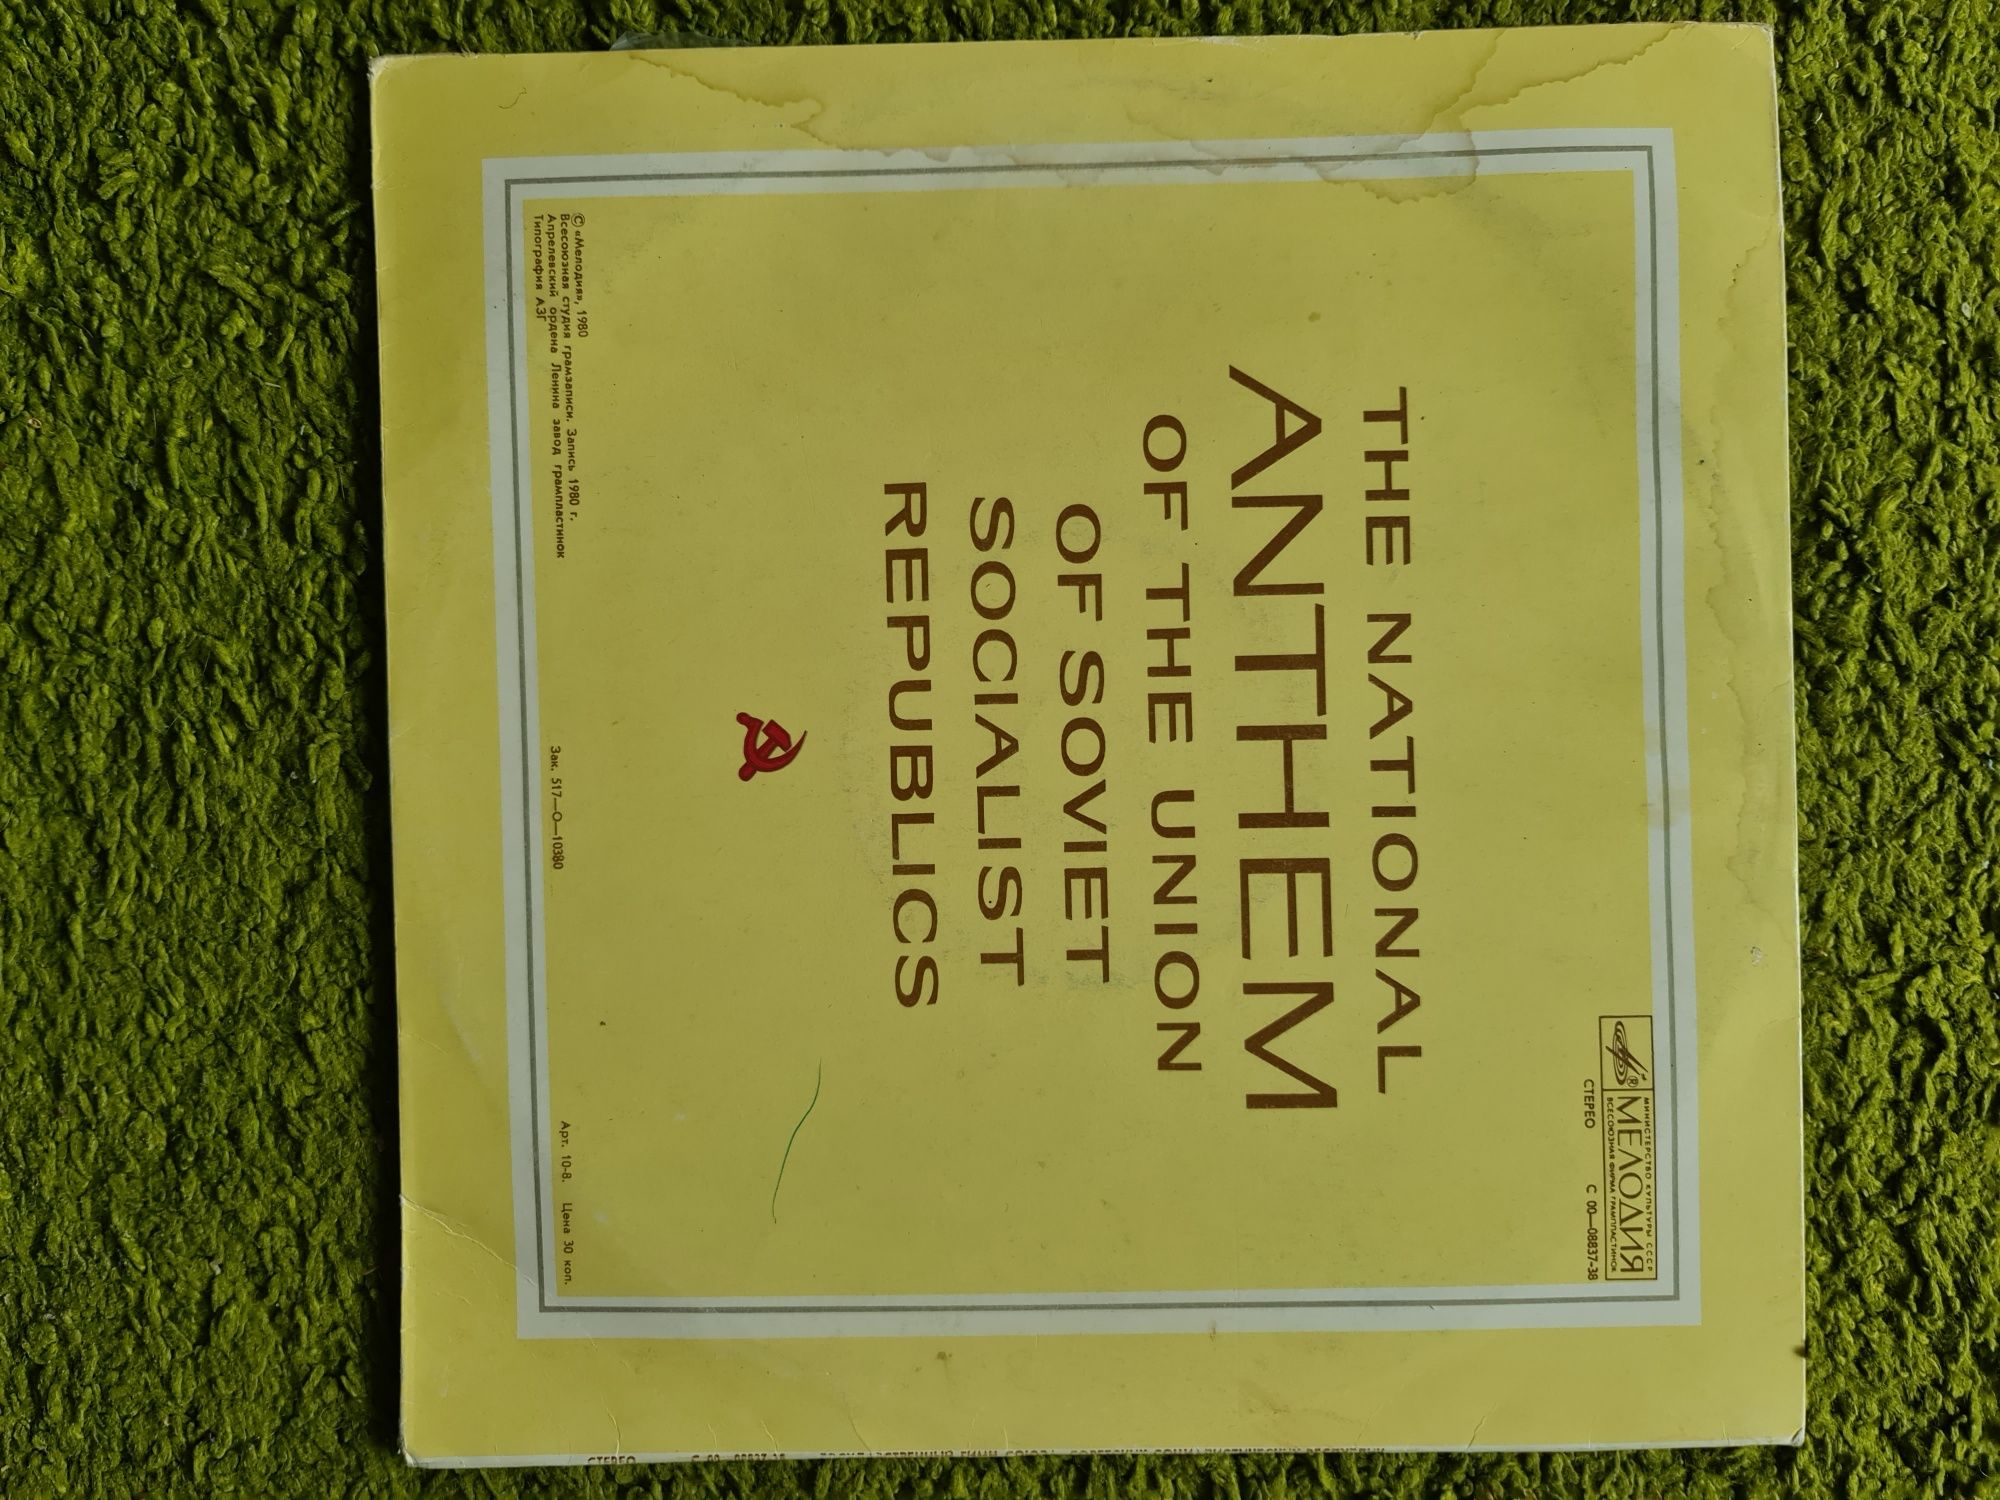 МИНИСТЕРСТВО КУЛЬТУРЫ СССР
МЕЛОДИЯ
ВСЕСОЮЗНАЯ ФИРМА ГРАМПЛАСТИНОК
®
СТЕРЕО С 00—08837-38
THE NATIONAL
ANTHEM
OF THE UNION
OF SOVIET
SOCIALIST
REPUBLICS
© «Мелодия», 1980
Всесоюзная студия грамзаписи. Запись 1980 г.
Апрелевский ордена Ленина завод грампластинок
Типография АЗГ
Зак. 517—О—10380
Арт. 10-8. Цена 30 коп.
СТЕРЕО